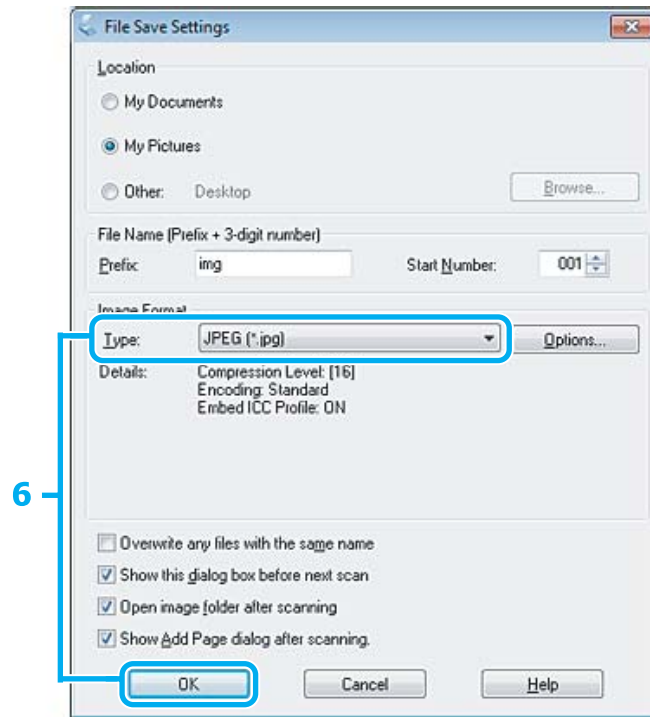 File Save Settings
Location
My Documents
My Pictures
Other: Desktop Browse...
File Name (Prefix + 3-digit number)
Prefix: img Start Number: 001
Image Format
Type: JPEG (*.jpg) Options...
Details: Compression Level: [16]
Encoding: Standard
Embed ICC Profile: ON
6
Overwrite any files with the same name
Show this dialog box before next scan
Open image folder after scanning
Show Add Page dialog after scanning.
OK Cancel Help